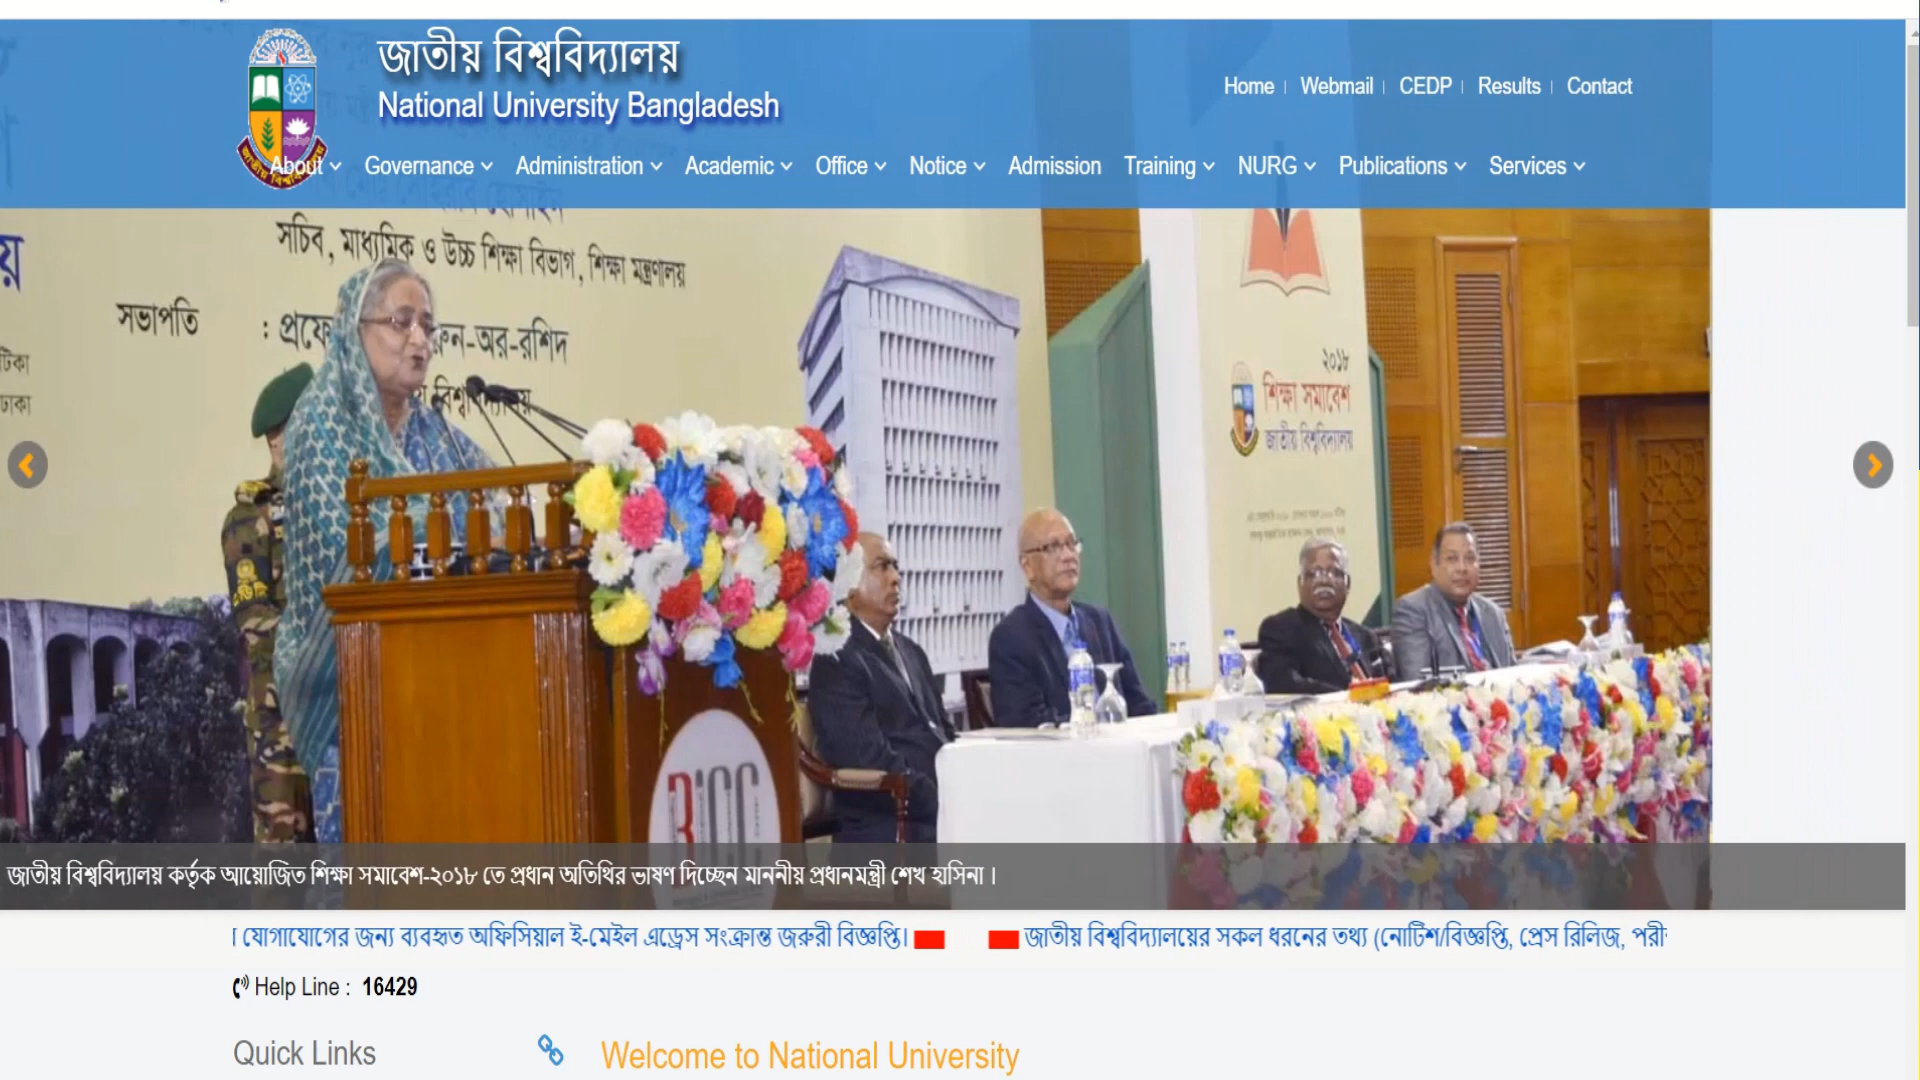 জাতীয় বিশ্ববিদ্যালয়
National University Bangladesh
Home
Webmail
CEDP
Results
Contact
About
Governance
Administration
Academic
Office
Notice
Admission
Training
NURG
Publications
Services
সচিব, মাধ্যমিক ও উচ্চ শিক্ষা বিভাগ, শিক্ষা মন্ত্রণালয়
সভাপতি :
রুন-অর-রশিদ
২০১৮
শিক্ষা সমাবেশ
জাতীয় বিশ্ববিদ্যালয়
জাতীয় বিশ্ববিদ্যালয় কর্তৃক আয়োজিত শিক্ষা সমাবেশ-২০১৮ তে প্রধান অতিথির ভাষণ দিচ্ছেন মাননীয় প্রধানমন্ত্রী শেখ হাসিনা।
যোগাযোগের জন্য ব্যবহৃত অফিসিয়াল ই-মেইল এড্রেস সংক্রান্ত জরুরী বিজ্ঞপ্তি। জাতীয় বিশ্ববিদ্যালয়ের সকল ধরনের তথ্য (নোটিশ/বিজ্ঞপ্তি, প্রেস রিলিজ,
Help Line : 16429
Quick Links
Welcome to National University